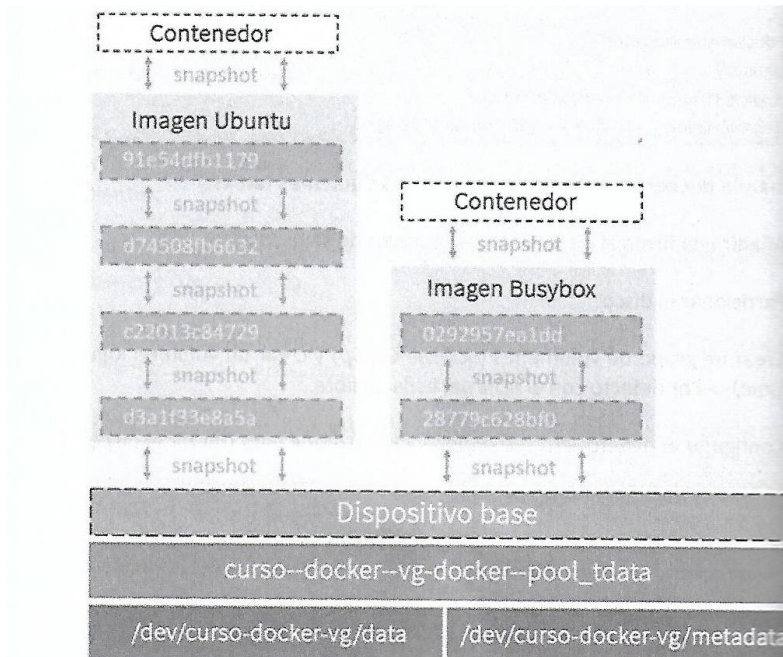 Contenedor
snapshot
Imagen Ubuntu
91e54dfb1179
snapshot
d74508fb6632
snapshot
c22013c84729
snapshot
d3a1f33e8a5a
snapshot
Contenedor
snapshot
Imagen Busybox
0292957ea1dd
snapshot
28779c628bf0
snapshot
Dispositivo base
curso--docker--vg-docker--pool_tdata
/dev/curso-docker-vg/data
/dev/curso-docker-vg/metadata